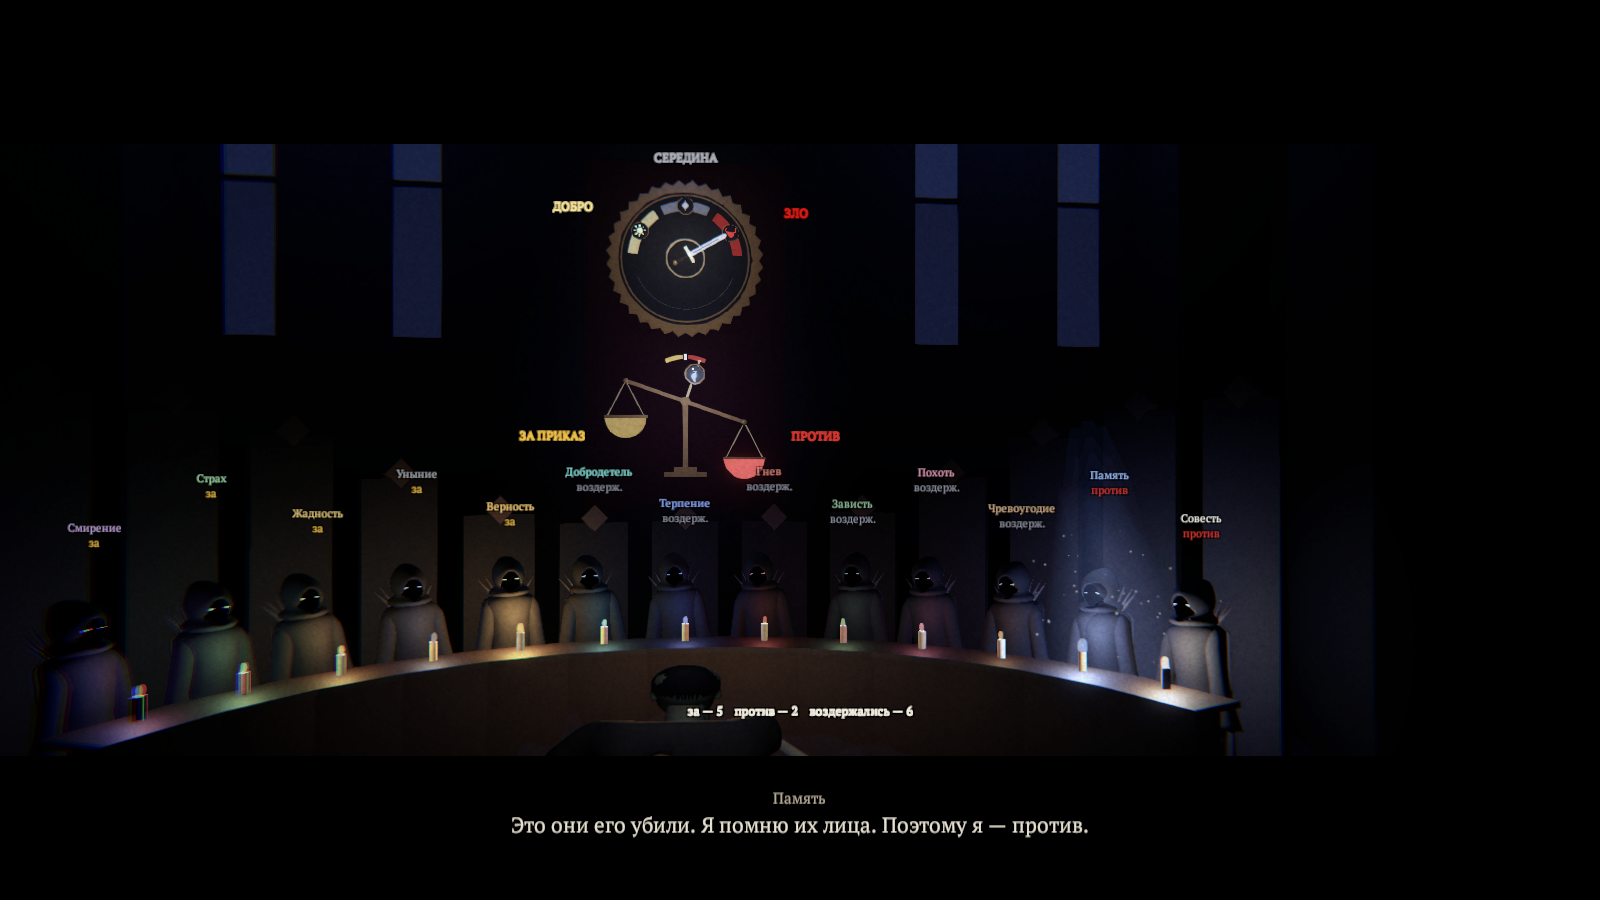 СЕРЕДИНА
ДОБРО
ЗЛО
ЗА ПРИКАЗ
ПРОТИВ
Смирение
за
Страх
за
Жадность
за
Уныние
за
Верность
за
Добродетель
воздерж.
Терпение
воздерж.
Гнев
воздерж.
Зависть
воздерж.
Похоть
воздерж.
Чревоугодие
воздерж.
Память
против
Совесть
против
за — 5 против — 2 воздержались — 6
Память
Это они его убили. Я помню их лица. Поэтому я — против.